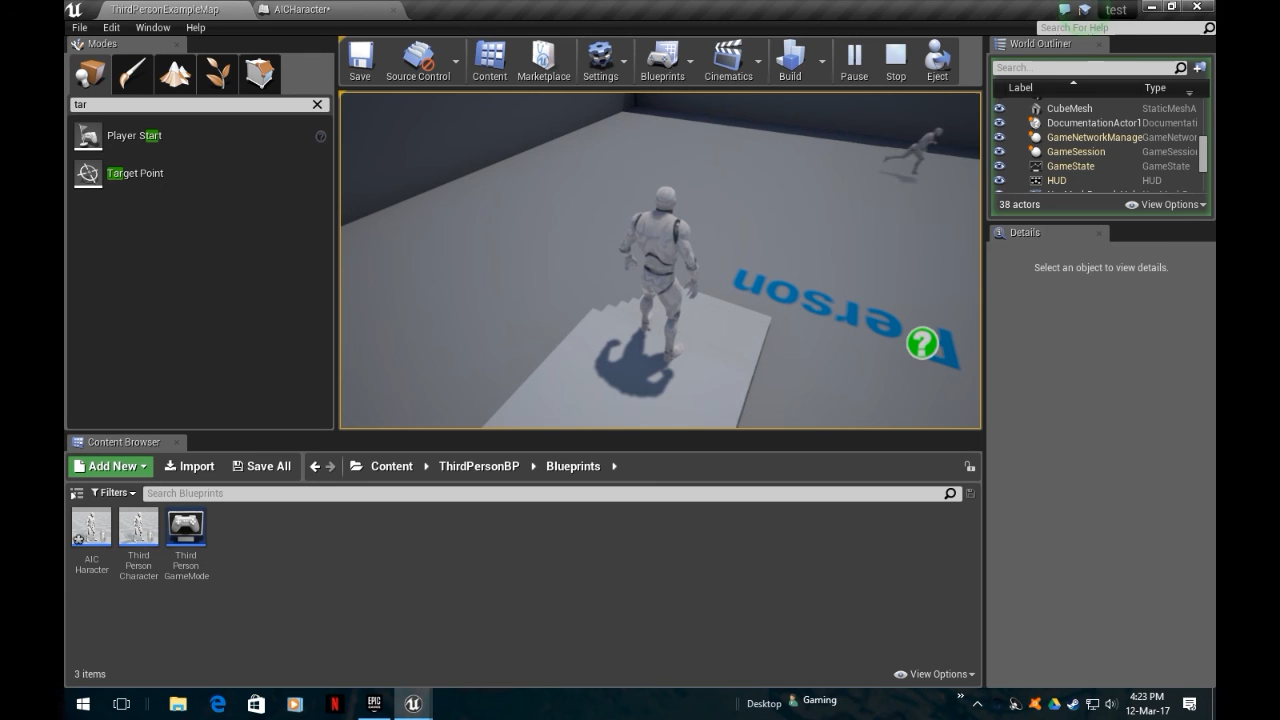 ThirdPersonExampleMap
AICHaracter*
test
File Edit Window Help
Search For Help
Modes
World Outliner
Save
Source Control
Content
Marketplace
Settings
Blueprints
Cinematics
Build
Pause
Stop
Eject
Search...
Label
Type
tar
CubeMesh StaticMeshA
DocumentationActor1 Documentati
GameNetworkManage GameNetwor
GameSession GameSession
GameState GameState
HUD HUD
38 actors
View Options
Player Start
Target Point
Details
Select an object to view details.
Person
?
Content Browser
Add New
Import
Save All
Content
ThirdPersonBP
Blueprints
Filters
Search Blueprints
AIC
Haracter
Third
Person
Character
Third
Person
GameMode
3 items
View Options
EPIC
GAMES
Desktop
Gaming
4:23 PM
12-Mar-17